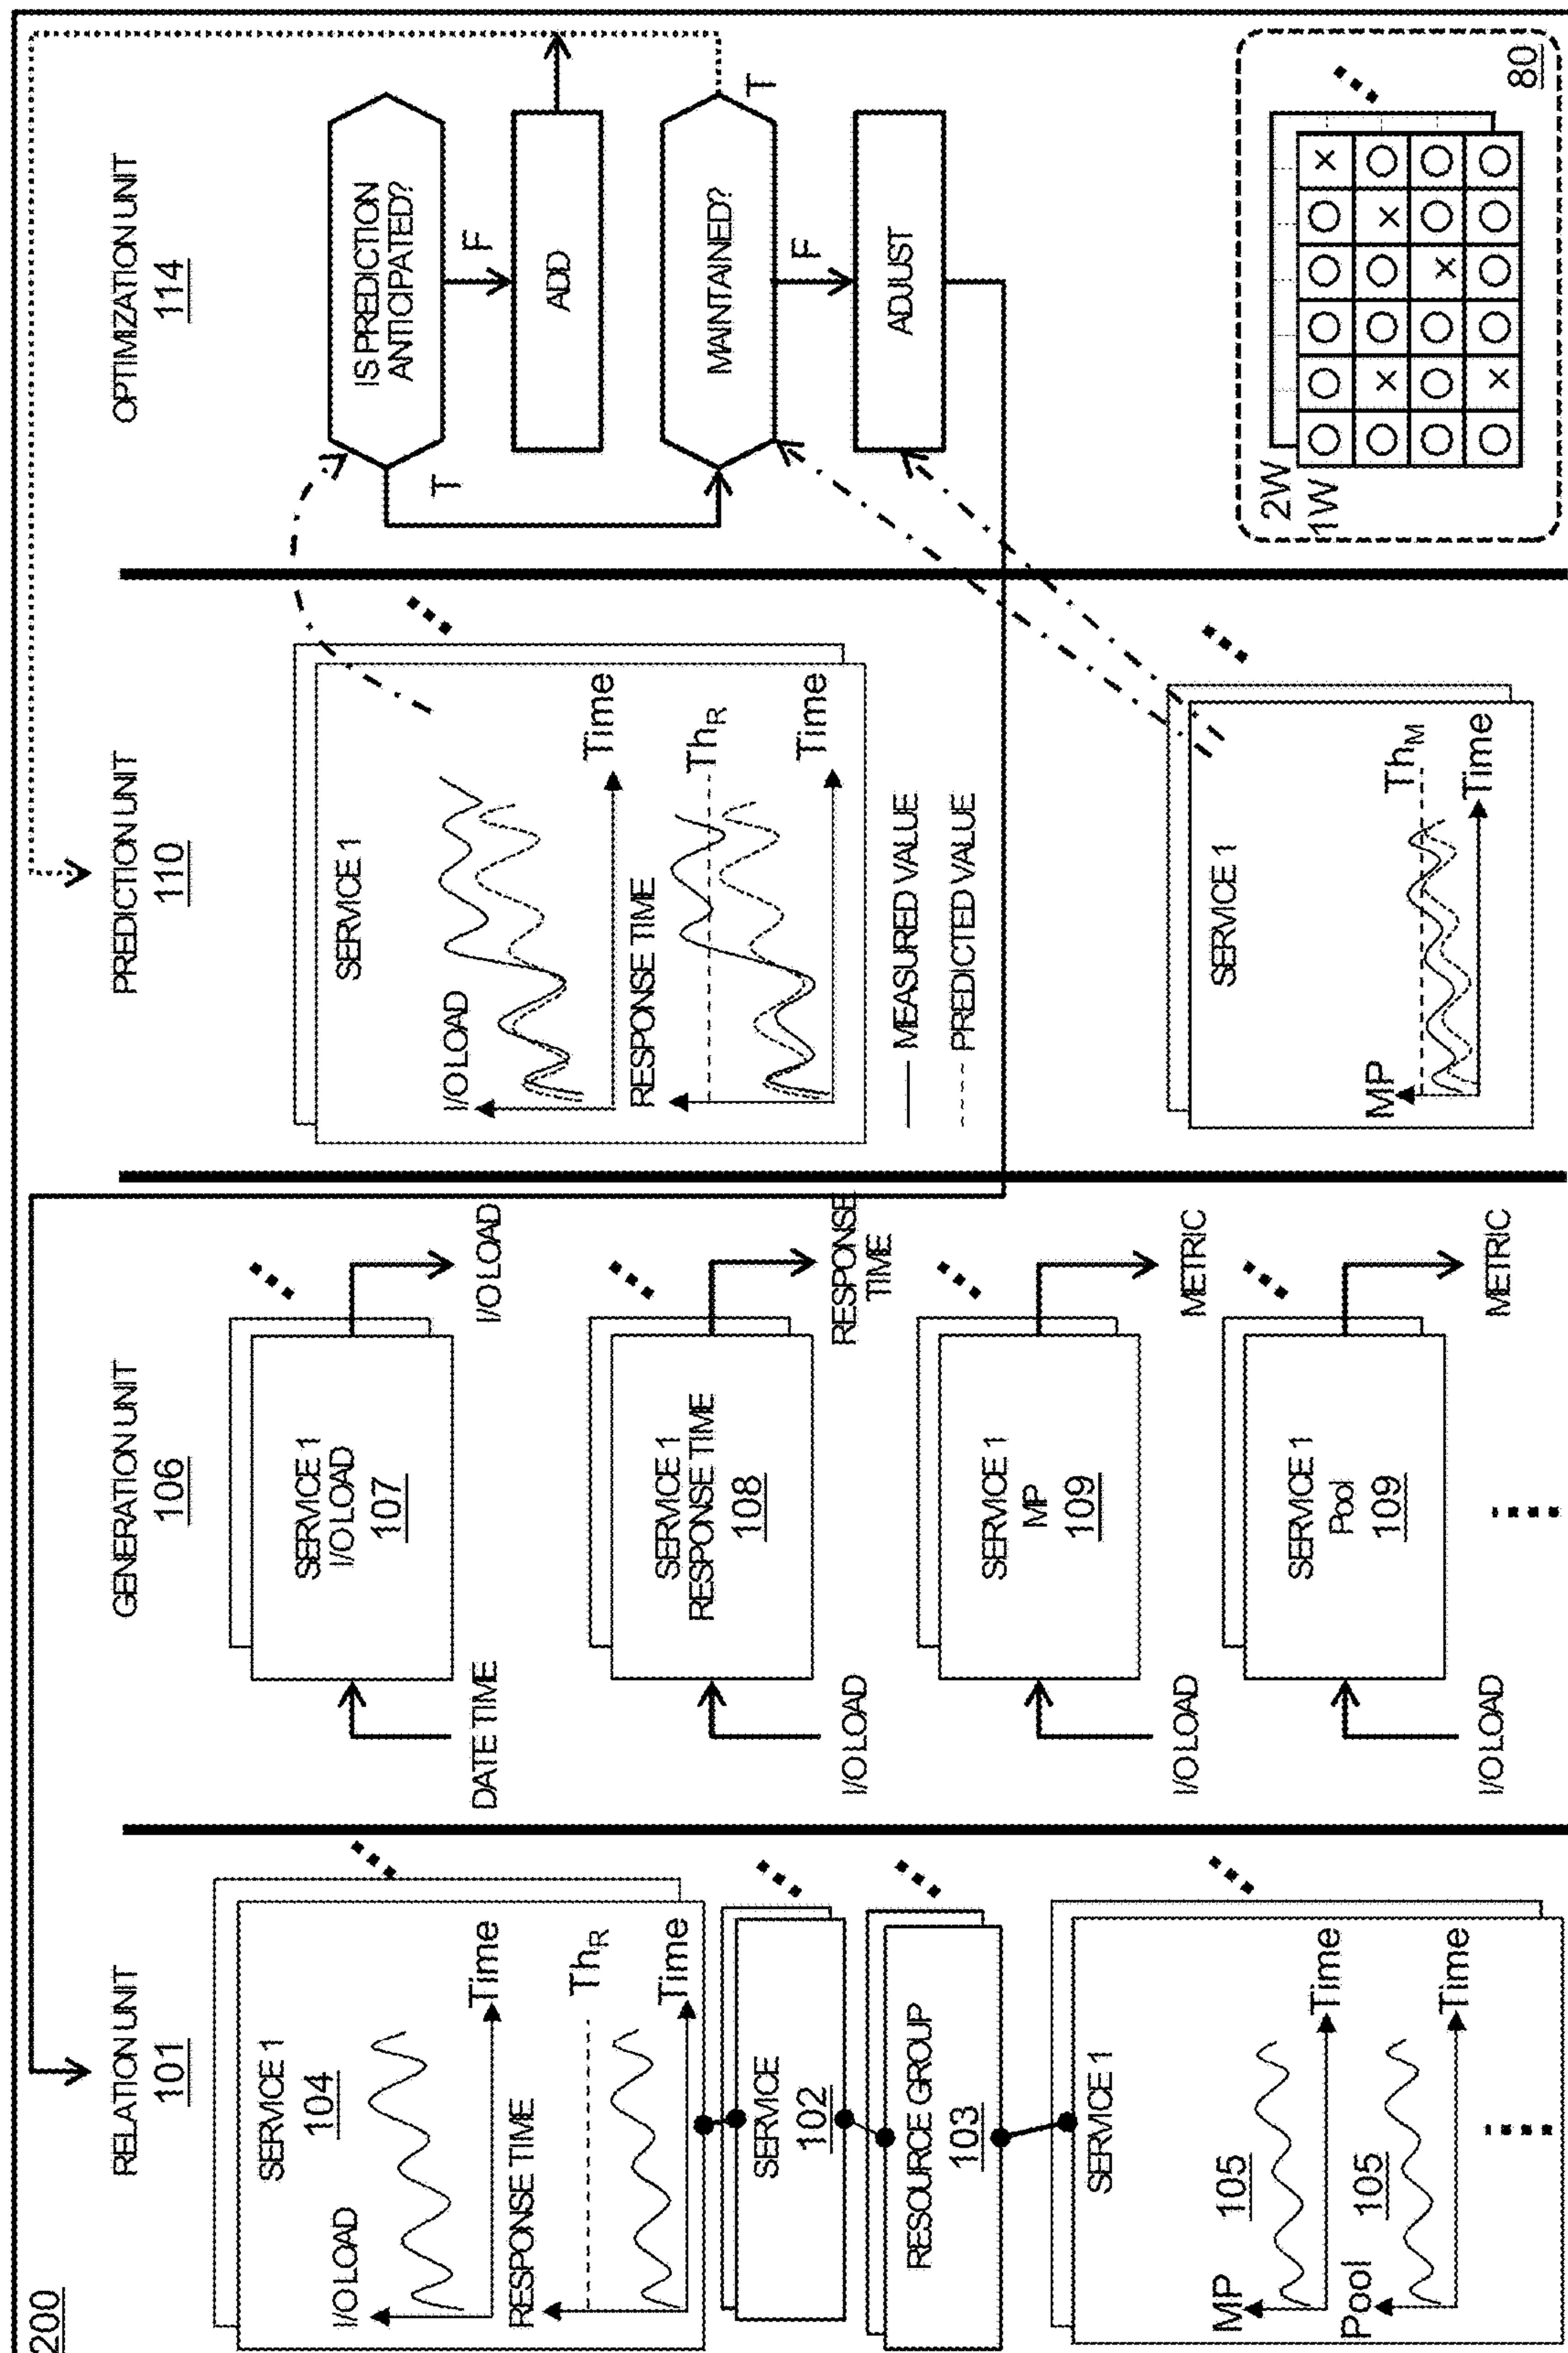 200
RELATION UNIT
101
SERVICE 1
104
I/O LOAD
Time
RESPONSE TIME
ThR
Time
SERVICE
102
RESOURCE GROUP
103
SERVICE 1
MP
105
Time
Pool
105
Time
GENERATION UNIT
106
SERVICE 1
I/O LOAD
107
DATE TIME
I/O LOAD
SERVICE 1
RESPONSE TIME
108
I/O LOAD
RESPONSE
TIME
SERVICE 1
MP
109
I/O LOAD
METRIC
SERVICE 1
Pool
109
I/O LOAD
METRIC
PREDICTION UNIT
110
SERVICE 1
I/O LOAD
Time
RESPONSE TIME
ThR
Time
MEASURED VALUE
PREDICTED VALUE
SERVICE 1
MP
ThM
Time
OPTIMIZATION UNIT
114
IS PREDICTION
ANTICIPATED?
T
F
ADD
MAINTAINED?
T
F
ADJUST
2W
1W
○ ○ ○ ○ ○ ×
○ × ○ ○ × ○
○ ○ ○ × ○ ○
○ × ○ ○ ○ ○
80